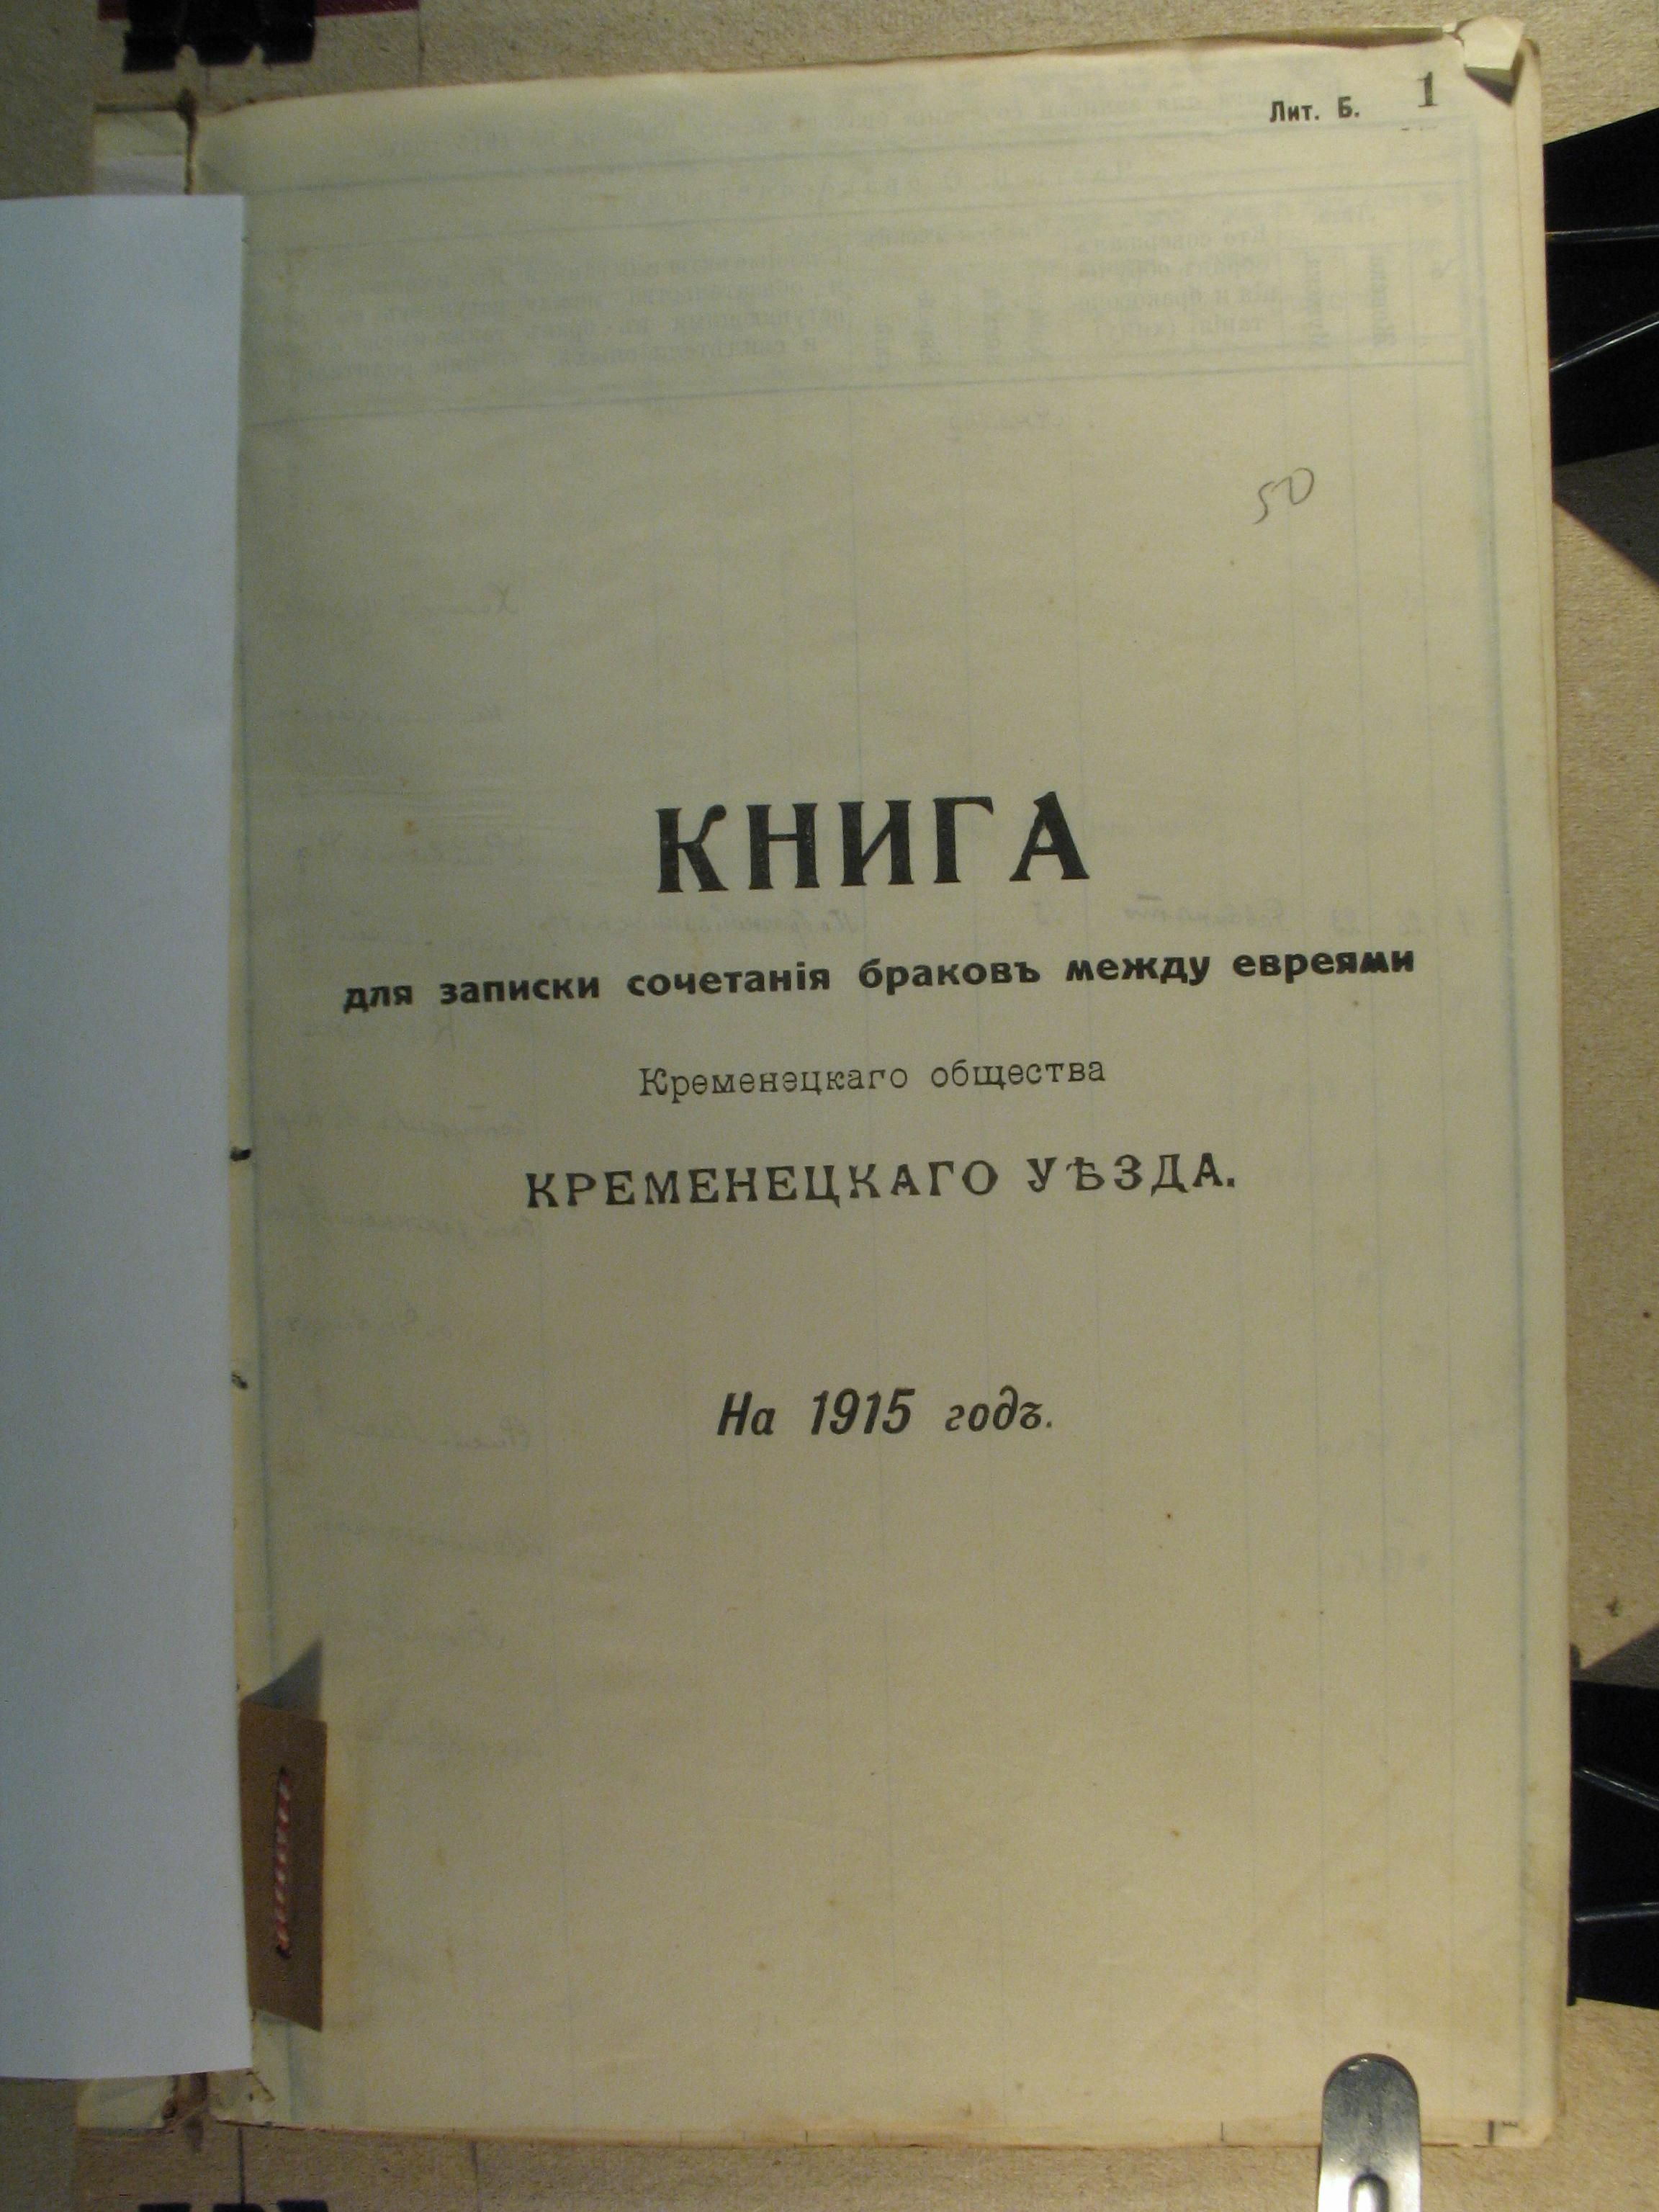 Лит. Б. 1
50
КНИГА
для записки сочетанія браковъ между евреями
Кременецкаго общества
КРЕМЕНЕЦКАГО УѢЗДА.
На 1915 годъ.